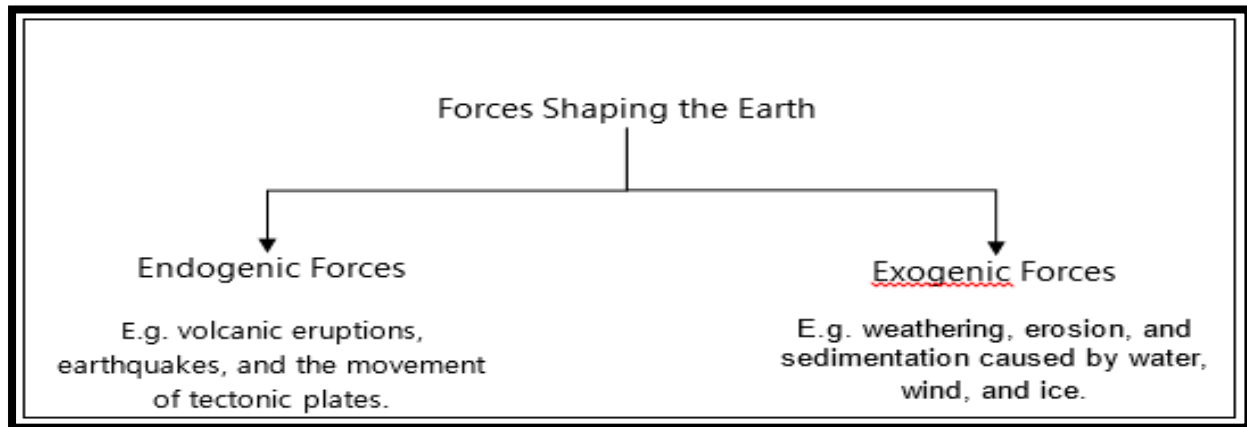 Forces Shaping the Earth
Endogenic Forces
E.g. volcanic eruptions,
earthquakes, and the movement
of tectonic plates.
Exogenic Forces
E.g. weathering, erosion, and
sedimentation caused by water,
wind, and ice.